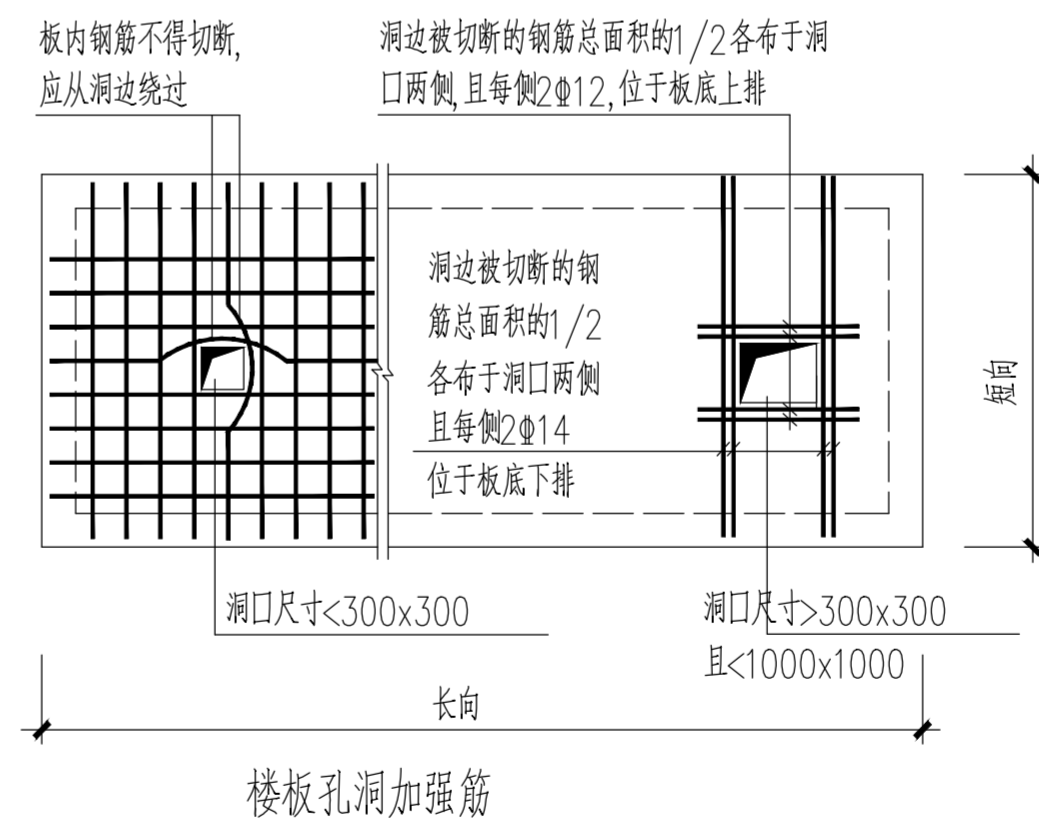 板内钢筋不得切断,
应从洞边绕过
洞边被切断的钢筋总面积的1/2各布于洞
口两侧,且每侧2Φ12,位于板底上排
洞边被切断的钢
筋总面积的1/2
各布于洞口两侧
且每侧2Φ14
位于板底下排
短向
洞口尺寸<300x300
洞口尺寸>300x300
且<1000x1000
长向
楼板孔洞加强筋